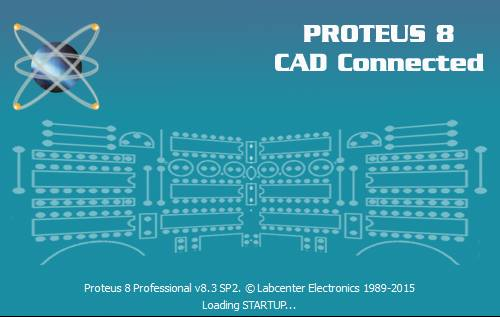 PROTEUS 8
CAD Connected
Proteus 8 Professional v8.3 SP2. © Labcenter Electronics 1989-2015
Loading STARTUP...